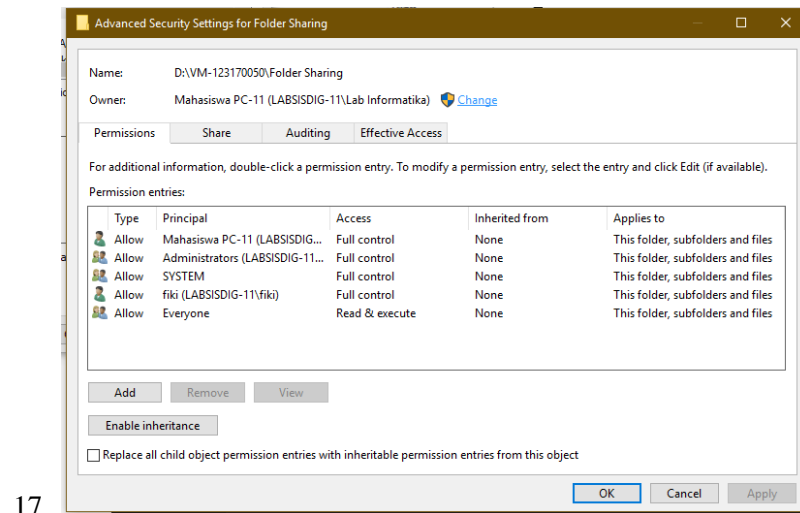 Advanced Security Settings for Folder Sharing
Name: D:\VM-123170050\Folder Sharing
Owner: Mahasiswa PC-11 (LABSISDIG-11\Lab Informatika) Change
Permissions Share Auditing Effective Access
For additional information, double-click a permission entry. To modify a permission entry, select the entry and click Edit (if available).
Permission entries:
Type Principal Access Inherited from Applies to
Allow Mahasiswa PC-11 (LABSISDIG... Full control None This folder, subfolders and files
Allow Administrators (LABSISDIG-11... Full control None This folder, subfolders and files
Allow SYSTEM Full control None This folder, subfolders and files
Allow fiki (LABSISDIG-11\fiki) Full control None This folder, subfolders and files
Allow Everyone Read & execute None This folder, subfolders and files
Add Remove View
Enable inheritance
Replace all child object permission entries with inheritable permission entries from this object
OK Cancel Apply
17